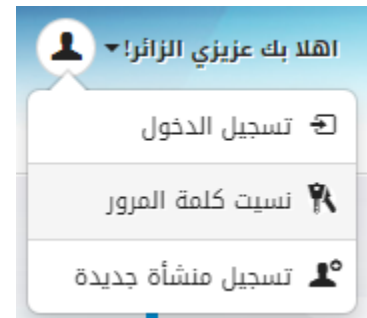 اهلا بك عزيزي الزائر!
تسجيل الدخول
نسيت كلمة المرور
تسجيل منشأة جديدة